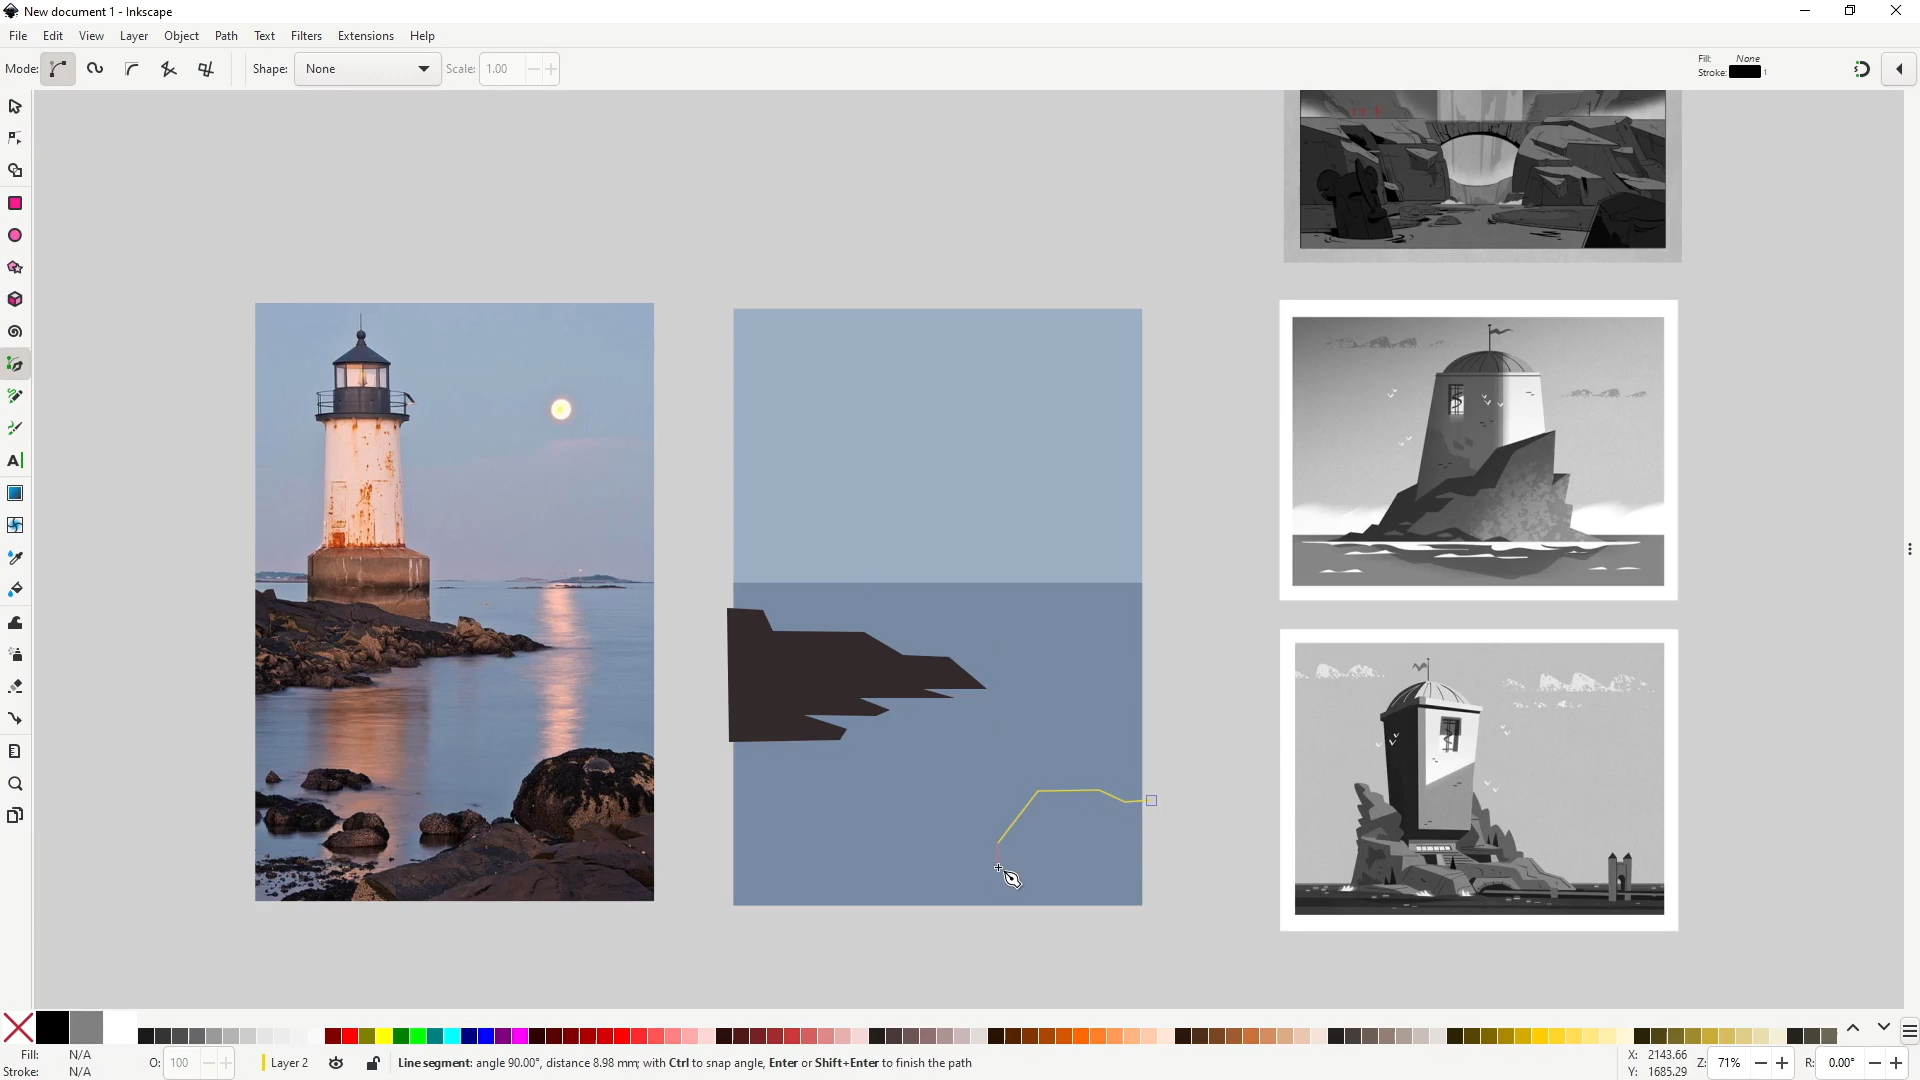 New document 1 - Inkscape
File Edit View Layer Object Path Text Filters Extensions Help
Mode: Shape: None Scale: 1.00 Fill: None
Stroke: 1
Fill: N/A
Stroke: N/A
O: 100 Layer 2 Line segment: angle 90.00°, distance 8.98 mm; with Ctrl to snap angle, Enter or Shift+Enter to finish the path
X: 2143.66
Y: 1685.29
Z: 71% R: 0.00°